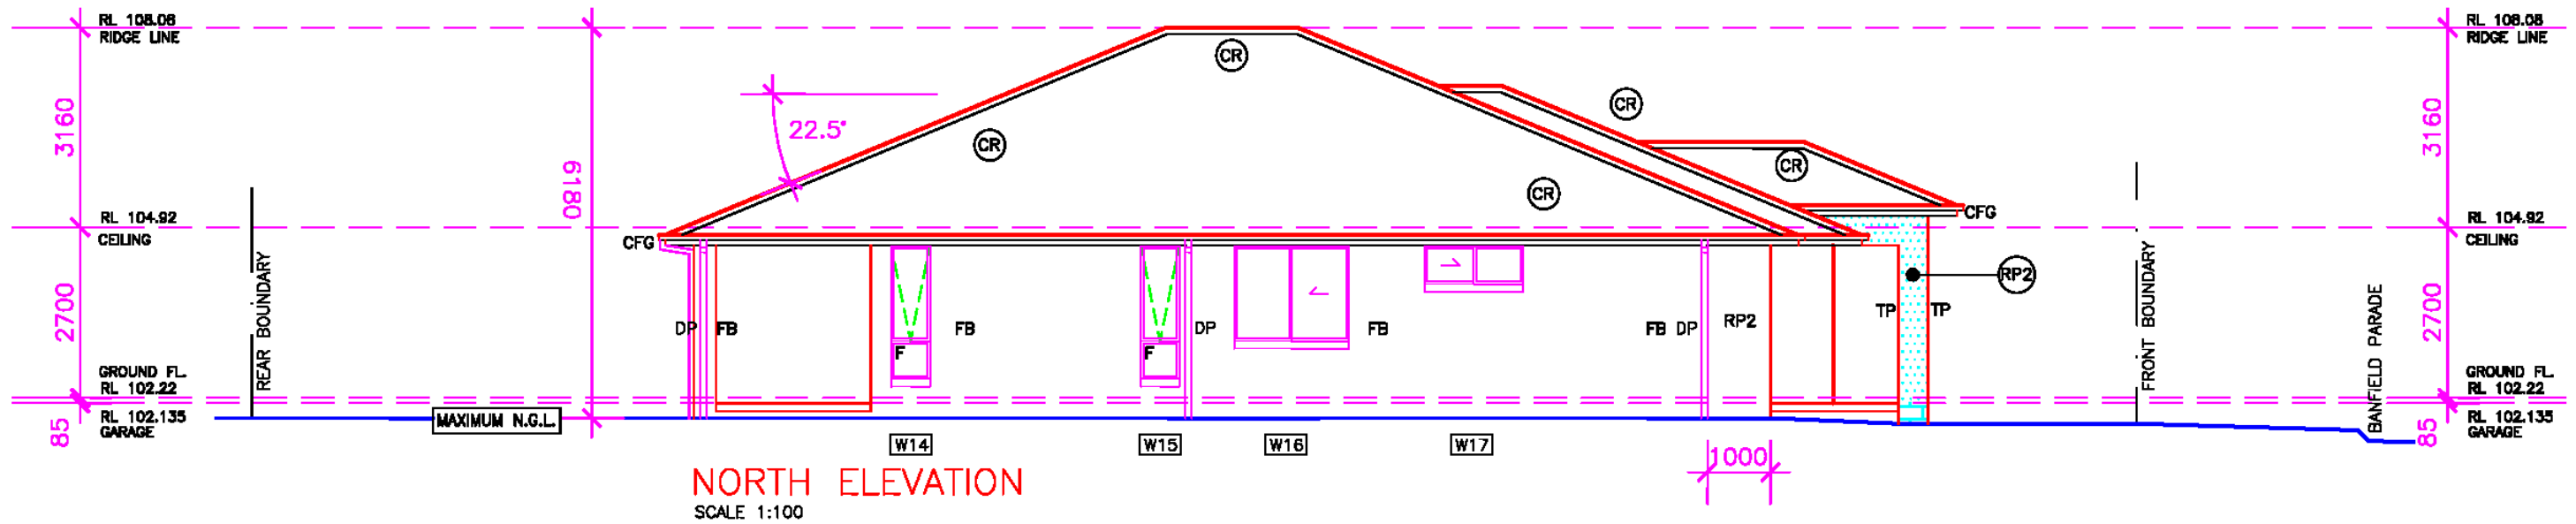 RL 108.08
RIDGE LINE
3160
RL 104.92
CEILING
2700
GROUND FL.
RL 102.22
RL 102.135
GARAGE
85
REAR BOUNDARY
6180
MAXIMUM N.G.L.
22.5°
CR
CR
CR
CR
CR
CFG
CFG
DP
FB
F
FB
F
DP
FB
FB
DP
RP2
TP
TP
RP2
W14
W15
W16
W17
1000
NORTH ELEVATION
SCALE 1:100
FRONT BOUNDARY
BANFIELD PARADE
RL 108.08
RIDGE LINE
3160
RL 104.92
CEILING
2700
GROUND FL.
RL 102.22
RL 102.135
GARAGE
85